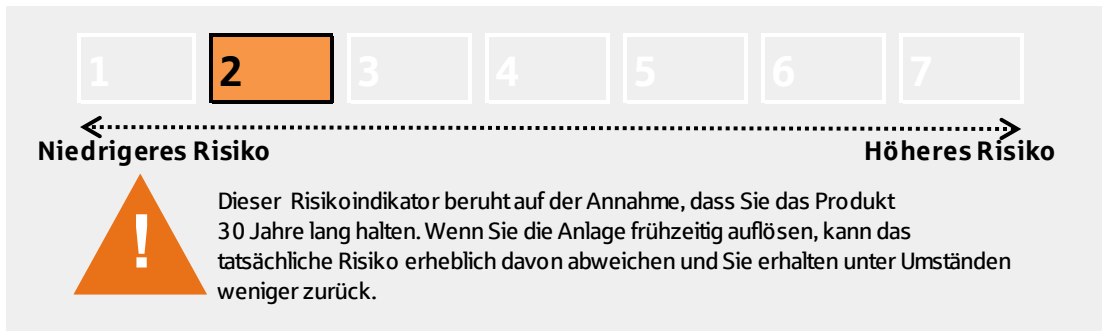 1 2 3 4 5 6 7
Niedrigeres Risiko Höheres Risiko
!
Dieser Risikoindikator beruht auf der Annahme, dass Sie das Produkt
30 Jahre lang halten. Wenn Sie die Anlage frühzeitig auflösen, kann das
tatsächliche Risiko erheblich davon abweichen und Sie erhalten unter Umständen
weniger zurück.